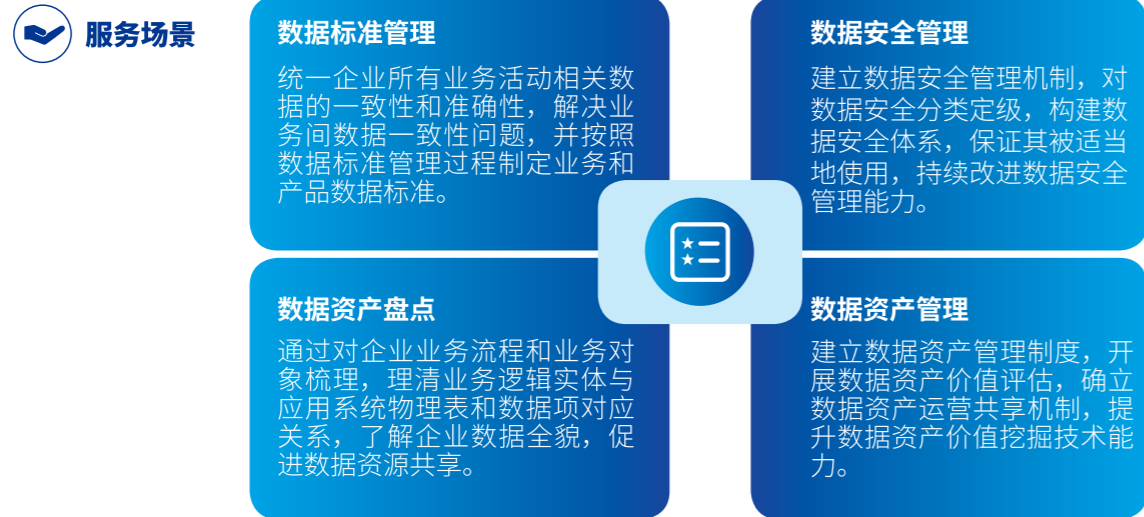 服务场景
数据标准管理
统一企业所有业务活动相关数
据的一致性和准确性，解决业
务间数据一致性问题，并按照
数据标准管理过程制定业务和
产品数据标准。
数据安全管理
建立数据安全管理机制，对
数据安全分类定级，构建数
据安全体系，保证其被适当
地使用，持续改进数据安全
管理能力。
数据资产盘点
通过对企业业务流程和业务对
象梳理，理清业务逻辑实体与
应用系统物理表和数据项对应
关系，了解企业数据全貌，促
进数据资源共享。
数据资产管理
建立数据资产管理制度，开
展数据资产价值评估，确立
数据资产运营共享机制，提
升数据资产价值挖掘技术能
力。